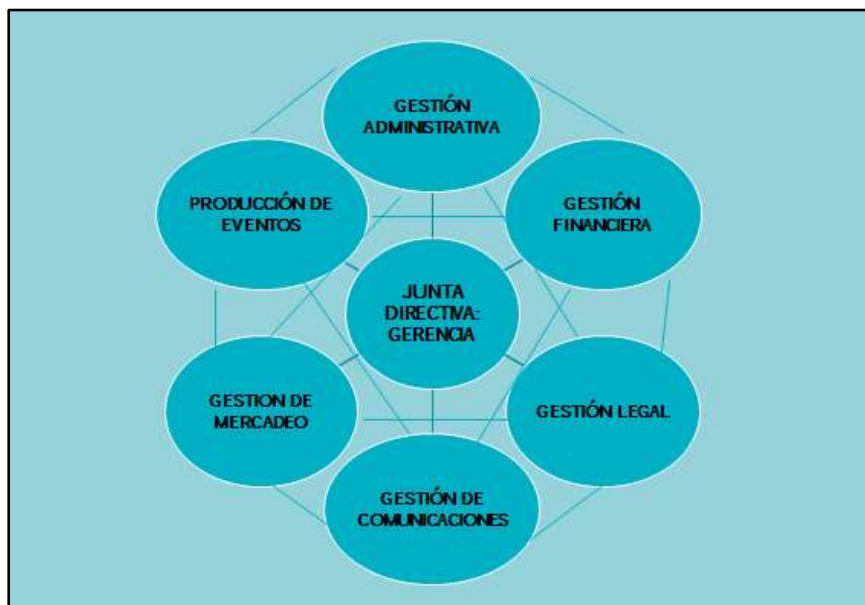 GESTIÓN
ADMINISTRATIVA
PRODUCCIÓN DE
EVENTOS
GESTIÓN
FINANCIERA
JUNTA
DIRECTIVA:
GERENCIA
GESTION DE
MERCADEO
GESTIÓN LEGAL
GESTIÓN DE
COMUNICACIONES